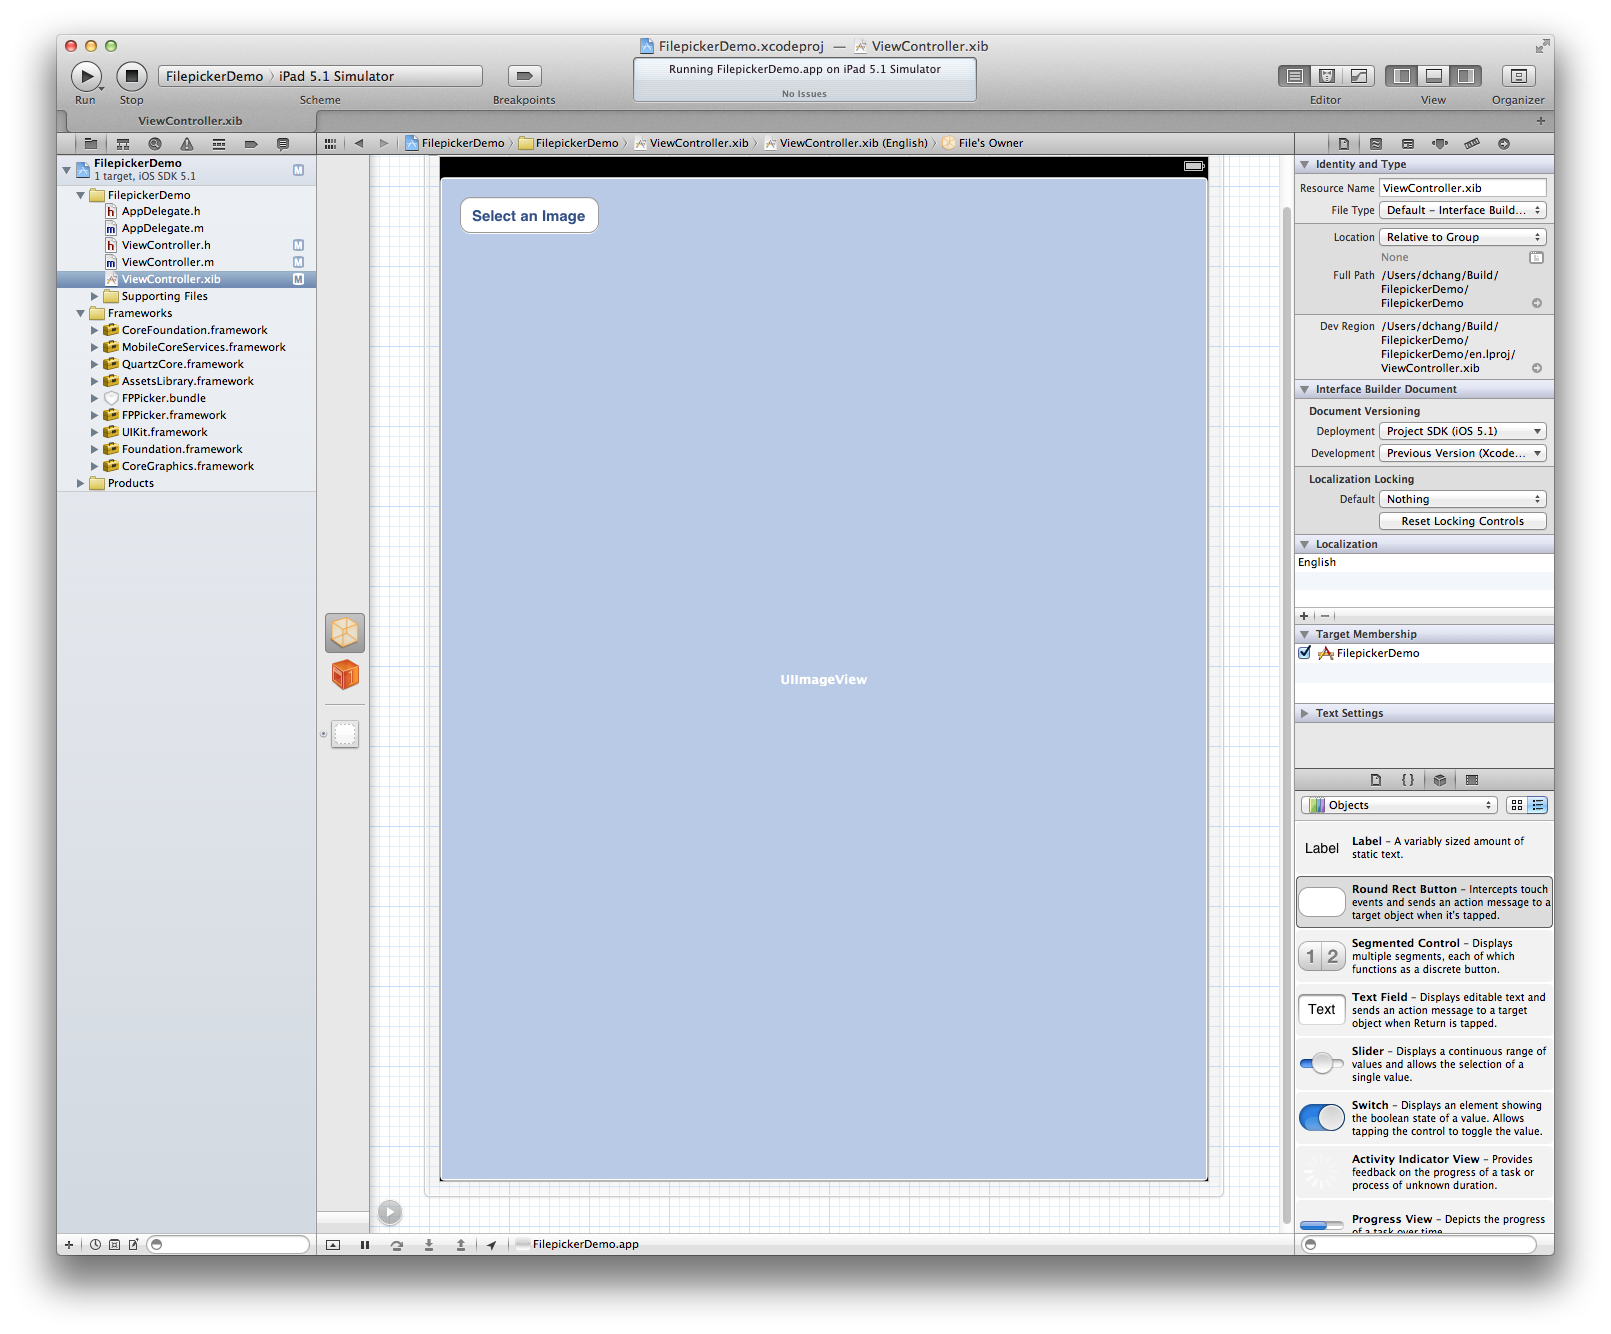 FilepickerDemo.xcodeproj — ViewController.xib
FilepickerDemo 〉 iPad 5.1 Simulator
Running FilepickerDemo.app on iPad 5.1 Simulator
No Issues
Run
Stop
Scheme
Breakpoints
Editor
View
Organizer
ViewController.xib
FilepickerDemo 〉 FilepickerDemo 〉 ViewController.xib 〉 ViewController.xib (English) 〉 File's Owner
FilepickerDemo
1 target, iOS SDK 5.1
M
FilepickerDemo
h AppDelegate.h
m AppDelegate.m
h ViewController.h M
m ViewController.m M
ViewController.xib M
Supporting Files
Frameworks
CoreFoundation.framework
MobileCoreServices.framework
QuartzCore.framework
AssetsLibrary.framework
FPPicker.bundle
FPPicker.framework
UIKit.framework
Foundation.framework
CoreGraphics.framework
Products
Select an Image
UIImageView
FilepickerDemo.app
Identity and Type
Resource Name ViewController.xib
File Type Default – Interface Build...
Location Relative to Group
None
Full Path /Users/dchang/Build/
FilepickerDemo/
FilepickerDemo
Dev Region /Users/dchang/Build/
FilepickerDemo/
FilepickerDemo/en.lproj/
ViewController.xib
Interface Builder Document
Document Versioning
Deployment Project SDK (iOS 5.1)
Development Previous Version (Xcode...
Localization Locking
Default Nothing
Reset Locking Controls
Localization
English
+ −
Target Membership
FilepickerDemo
Text Settings
{ }
Objects
Label
Label – A variably sized amount of
static text.
Round Rect Button – Intercepts touch
events and sends an action message to a
target object when it's tapped.
1 2
Segmented Control – Displays
multiple segments, each of which
functions as a discrete button.
Text
Text Field – Displays editable text and
sends an action message to a target
object when Return is tapped.
Slider – Displays a continuous range of
values and allows the selection of a
single value.
Switch – Displays an element showing
the boolean state of a value. Allows
tapping the control to toggle the value.
Activity Indicator View – Provides
feedback on the progress of a task or
process of unknown duration.
Progress View – Depicts the progress
of a task over time.